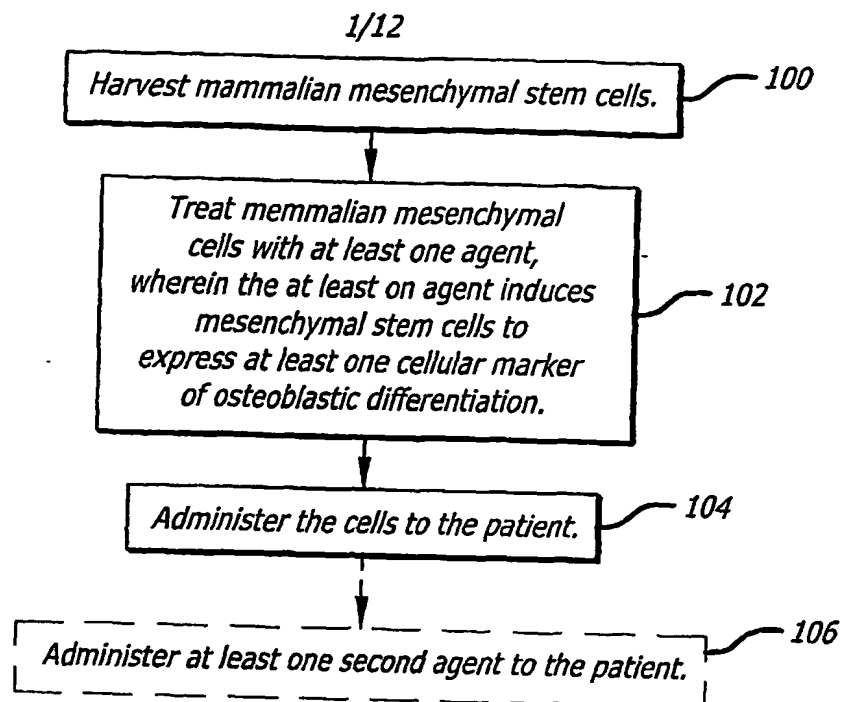 1/12
Harvest mammalian mesenchymal stem cells.
100
Treat memmalian mesenchymal
cells with at least one agent,
wherein the at least on agent induces
mesenchymal stem cells to
express at least one cellular marker
of osteoblastic differentiation.
102
Administer the cells to the patient.
104
Administer at least one second agent to the patient.
106